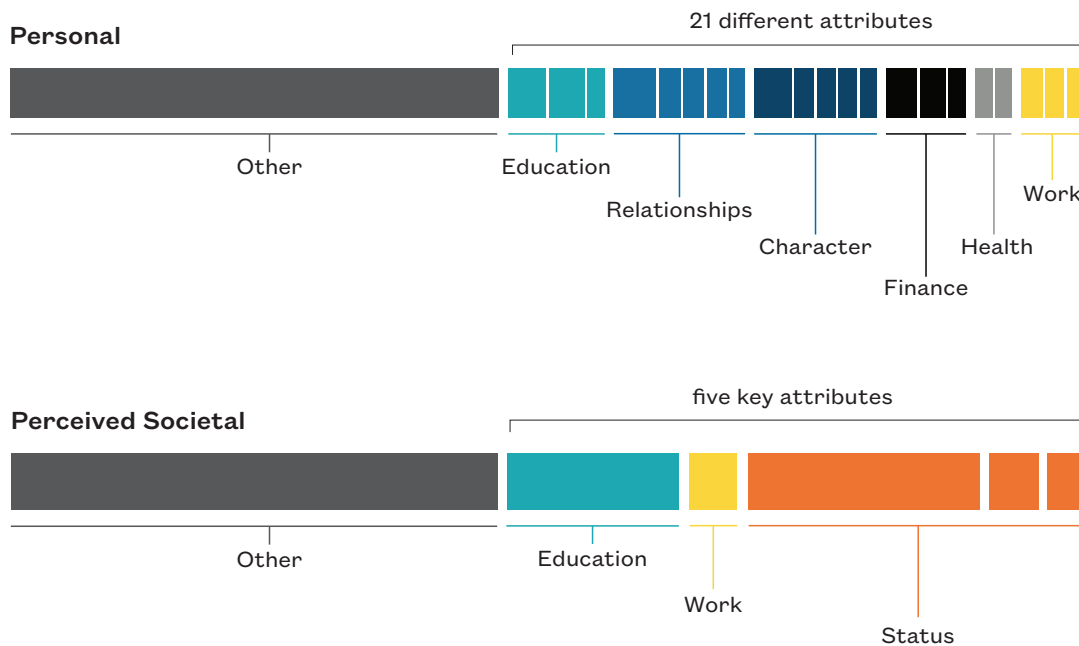 21 different attributes
Personal
Other
Education
Relationships
Work
Character
Health
Finance
five key attributes
Perceived Societal
Other
Education
Work
Status